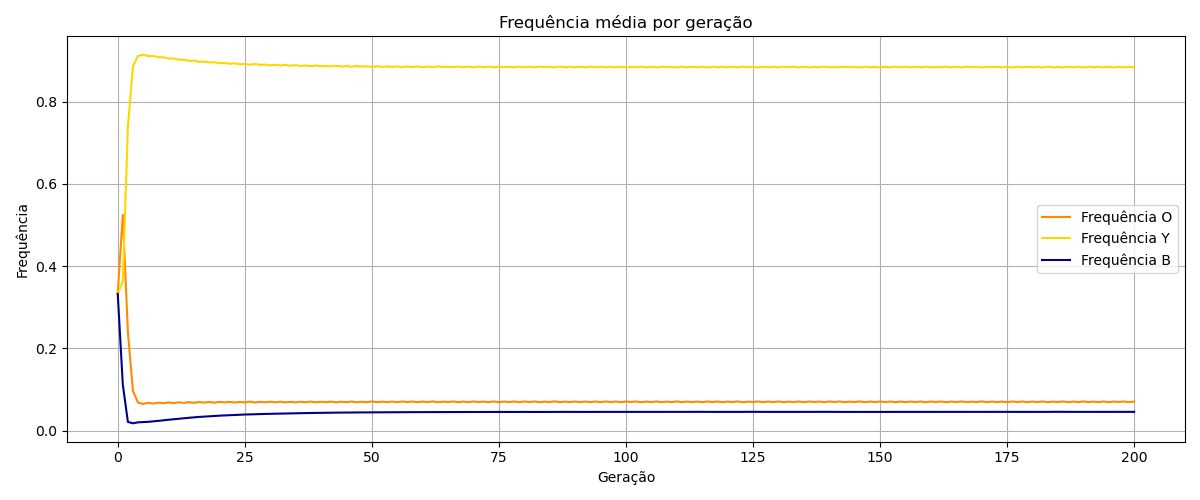 Frequência média por geração
Frequência
0.8
0.6
0.4
0.2
0.0
Frequência O
Frequência Y
Frequência B
0 25 50 75 100 125 150 175 200
Geração